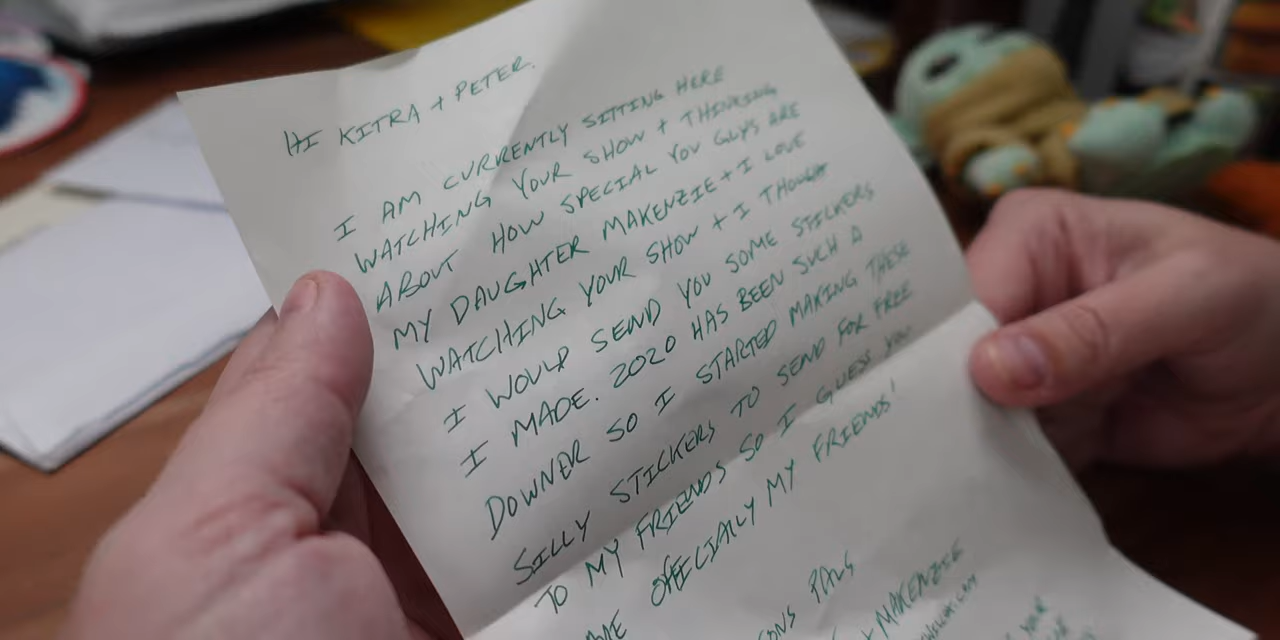 HI KITRA + PETER.
I AM CURRENTLY SITTING HERE
WATCHING YOUR SHOW + THINKING
ABOUT HOW SPECIAL YOU GUYS ARE
MY DAUGHTER MAKENZIE + I LOVE
WATCHING YOUR SHOW + I THOUGHT
I WOULD SEND YOU SOME STICKERS
I MADE. 2020 HAS BEEN SUCH A
DOWNER SO I STARTED MAKING THESE
SILLY STICKERS TO SEND FOR FREE
TO MY FRIENDS SO I GUESS YOU
OFFICIALLY MY FRIENDS!
PALS
+ MAKENZIE
YOUR